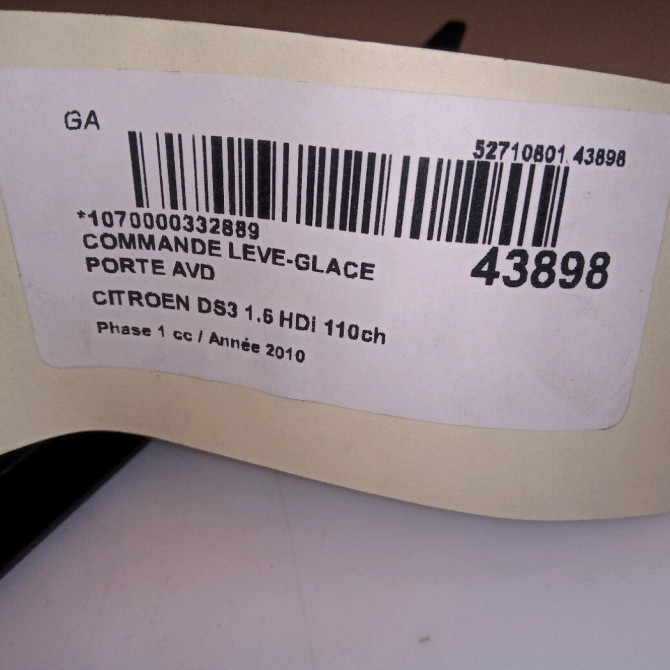 GA
52710801 43898
*1070000332889
COMMANDE LEVE-GLACE
PORTE AVD
43898
CITROEN DS3 1.6 HDi 110ch
Phase 1 cc / Année 2010